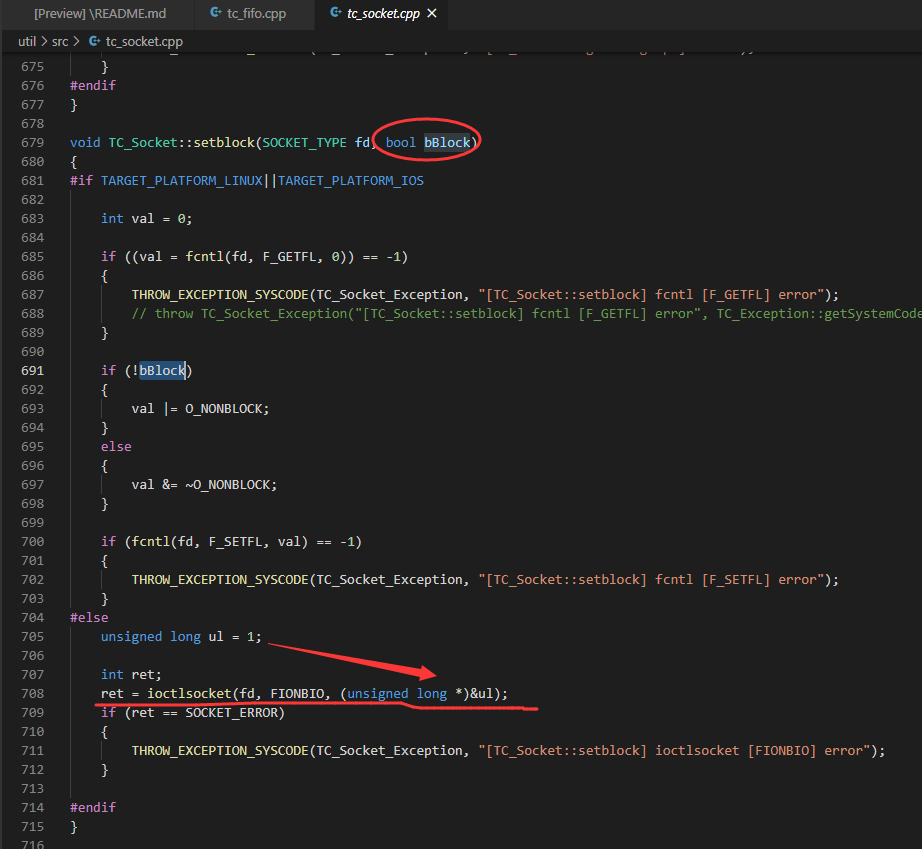 [Preview] \README.md tc_fifo.cpp tc_socket.cpp
util > src > tc_socket.cpp
675 }
676 #endif
677 }
678
679 void TC_Socket::setblock(SOCKET_TYPE fd, bool bBlock)
680 {
681 #if TARGET_PLATFORM_LINUX||TARGET_PLATFORM_IOS
682
683 int val = 0;
684
685 if ((val = fcntl(fd, F_GETFL, 0)) == -1)
686 {
687 THROW_EXCEPTION_SYSCODE(TC_Socket_Exception, "[TC_Socket::setblock] fcntl [F_GETFL] error");
688 // throw TC_Socket_Exception("[TC_Socket::setblock] fcntl [F_GETFL] error", TC_Exception::getSystemCode
689 }
690
691 if (!bBlock)
692 {
693 val |= O_NONBLOCK;
694 }
695 else
696 {
697 val &= ~O_NONBLOCK;
698 }
699
700 if (fcntl(fd, F_SETFL, val) == -1)
701 {
702 THROW_EXCEPTION_SYSCODE(TC_Socket_Exception, "[TC_Socket::setblock] fcntl [F_SETFL] error");
703 }
704 #else
705 unsigned long ul = 1;
706
707 int ret;
708 ret = ioctlsocket(fd, FIONBIO, (unsigned long *)&ul);
709 if (ret == SOCKET_ERROR)
710 {
711 THROW_EXCEPTION_SYSCODE(TC_Socket_Exception, "[TC_Socket::setblock] ioctlsocket [FIONBIO] error");
712 }
713
714 #endif
715 }
716